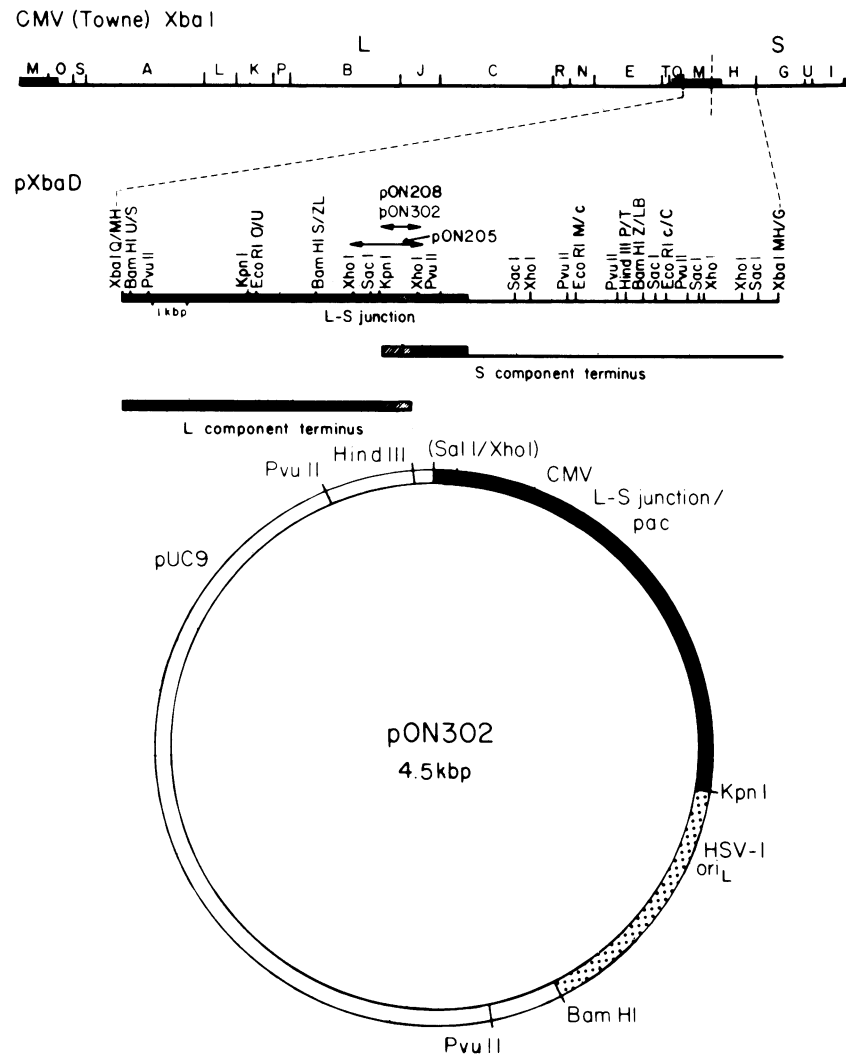 CMV (Towne) Xba I
L S
M O S A L K P B J C R N E T Q M H G U I
pXbaD
pON208
pON302
pON205
Xba I Q/MH
Bam HI U/S
Pvu II
Kpn I
Eco RI O/U
Bam HI S/ZL
Xho I
Sac I
Kpn I
Xho I
Pvu II
Sac I
Xho I
Pvu II
Eco RI M/c
Pvu II
Hind III P/T
Bam HI Z/LB
Sac I
Eco RI c/C
Pvu II
Sac I
Xho I
Xho I
Sac I
Xba I MH/G
1 kbp
L-S junction
S component terminus
L component terminus
Hind III
(Sal I/Xho I)
Pvu II
CMV
L-S junction/
pac
pUC9
pON302
4.5 kbp
Kpn I
HSV-I
oriL
Bam HI
Pvu II